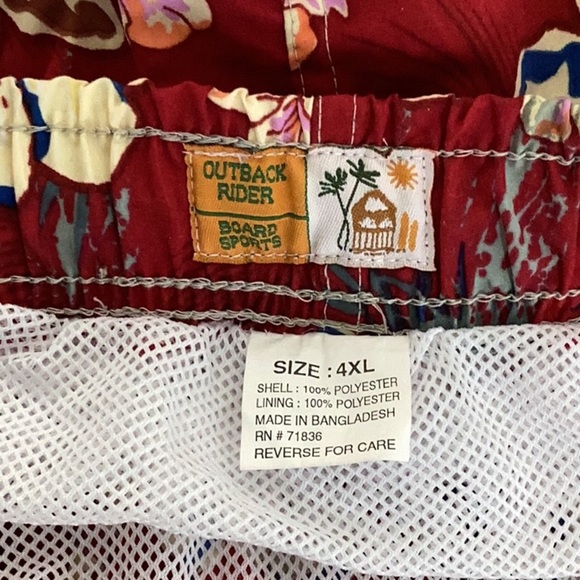 OUTBACK
RIDER
BOARD
SPORTS
SIZE : 4XL
SHELL : 100% POLYESTER
LINING : 100% POLYESTER
MADE IN BANGLADESH
RN # 71836
REVERSE FOR CARE